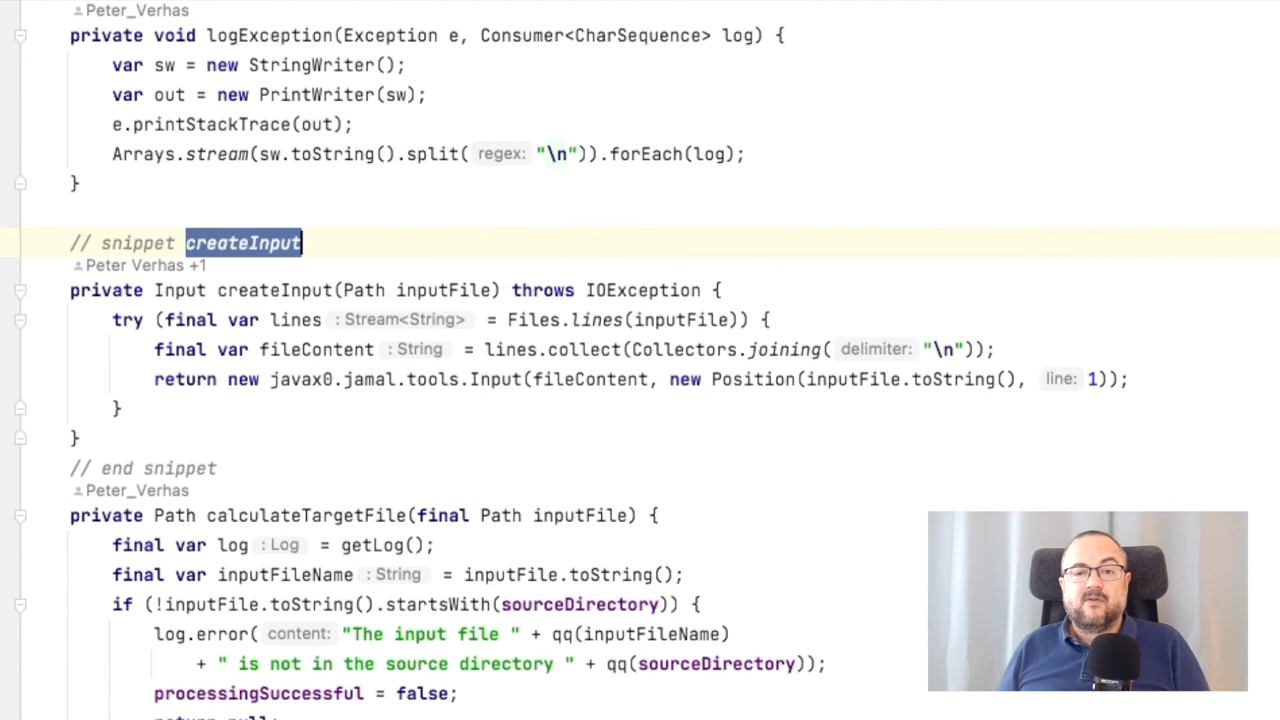 Peter_Verhas
private void logException(Exception e, Consumer<CharSequence> log) {
var sw = new StringWriter();
var out = new PrintWriter(sw);
e.printStackTrace(out);
Arrays.stream(sw.toString().split( regex: "\n")).forEach(log);
}
// snippet createInput
Peter Verhas +1
private Input createInput(Path inputFile) throws IOException {
try (final var lines : Stream<String> = Files.lines(inputFile)) {
final var fileContent : String = lines.collect(Collectors.joining( delimiter: "\n"));
return new javax0.jamal.tools.Input(fileContent, new Position(inputFile.toString(), line: 1));
}
}
// end snippet
Peter_Verhas
private Path calculateTargetFile(final Path inputFile) {
final var log : Log = getLog();
final var inputFileName : String = inputFile.toString();
if (!inputFile.toString().startsWith(sourceDirectory)) {
log.error( content: "The input file " + qq(inputFileName)
+ " is not in the source directory " + qq(sourceDirectory));
processingSuccessful = false;
return null;